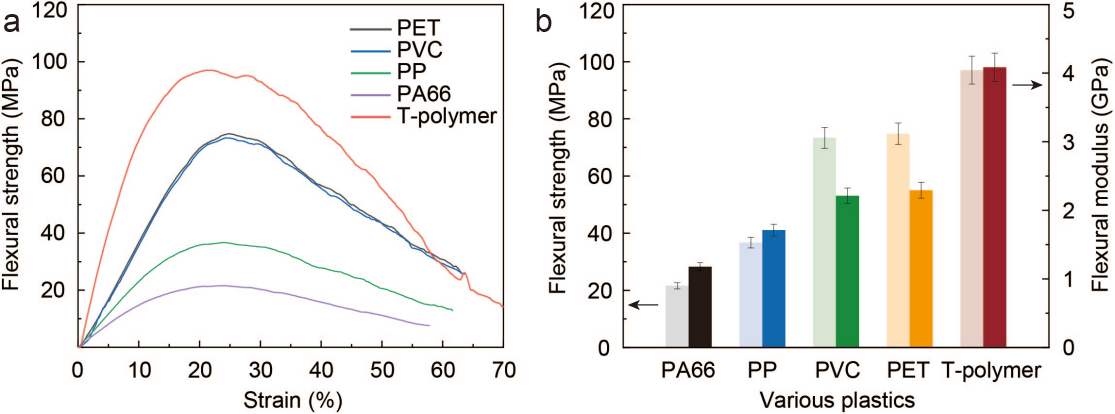 a
Flexural strength (MPa)
120
100
80
60
40
20
0
10
20
30
40
50
60
70
Strain (%)
PET
PVC
PP
PA66
T-polymer
b
Flexural strength (MPa)
120
100
80
60
40
20
0
PA66
PP
PVC
PET
T-polymer
Various plastics
5
4
3
2
1
0
Flexural modulus (GPa)